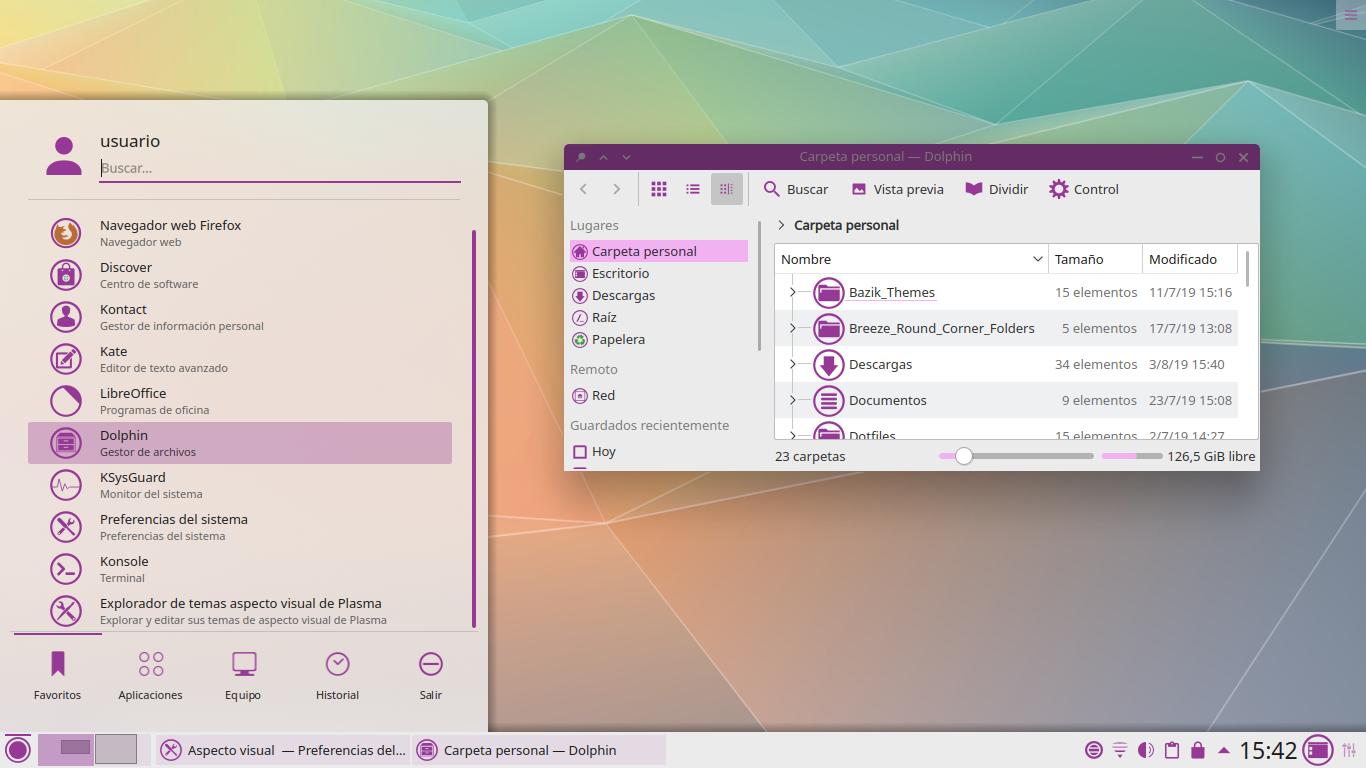 usuario
Buscar...
Navegador web Firefox
Navegador web
Discover
Centro de software
Kontact
Gestor de información personal
Kate
Editor de texto avanzado
LibreOffice
Programas de oficina
Dolphin
Gestor de archivos
KSysGuard
Monitor del sistema
Preferencias del sistema
Preferencias del sistema
Konsole
Terminal
Explorador de temas aspecto visual de Plasma
Explorar y editar sus temas de aspecto visual de Plasma
Favoritos Aplicaciones Equipo Historial Salir
Carpeta personal — Dolphin
Buscar Vista previa Dividir Control
Lugares
Carpeta personal
Escritorio
Descargas
Raíz
Papelera
Remoto
Red
Guardados recientemente
Hoy
Carpeta personal
Nombre Tamaño Modificado
Bazik_Themes 15 elementos 11/7/19 15:16
Breeze_Round_Corner_Folders 5 elementos 17/7/19 13:08
Descargas 34 elementos 3/8/19 15:40
Documentos 9 elementos 23/7/19 15:08
Dotfiles 15 elementos 2/7/19 14:27
23 carpetas 126,5 GiB libre
Aspecto visual — Preferencias del... Carpeta personal — Dolphin 15:42